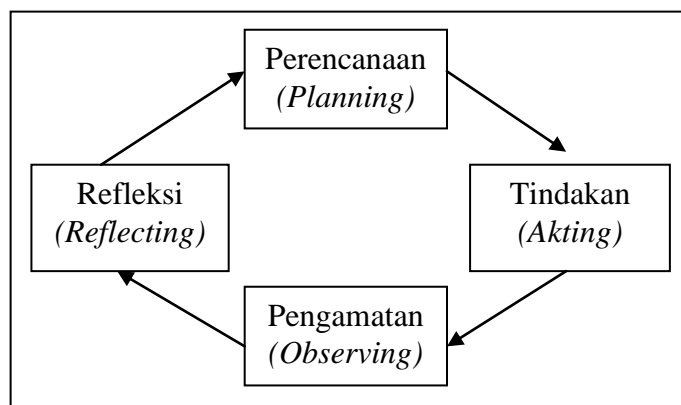 Perencanaan
(Planning)
Refleksi
(Reflecting)
Tindakan
(Akting)
Pengamatan
(Observing)